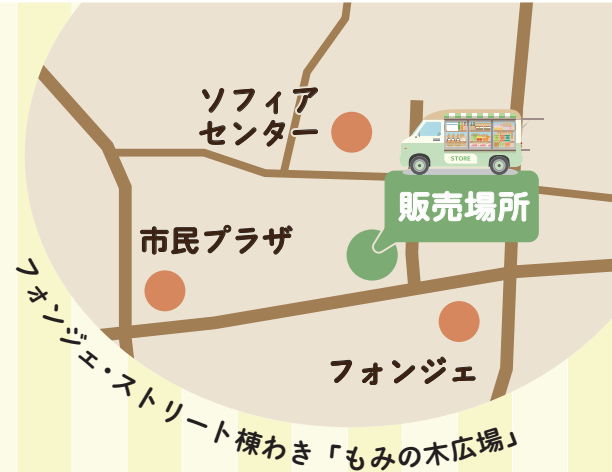 ソフィア
センター
STORE
販売場所
市民プラザ
フォンジェ
フォンジェ・ストリート棟わき「もみの木広場」